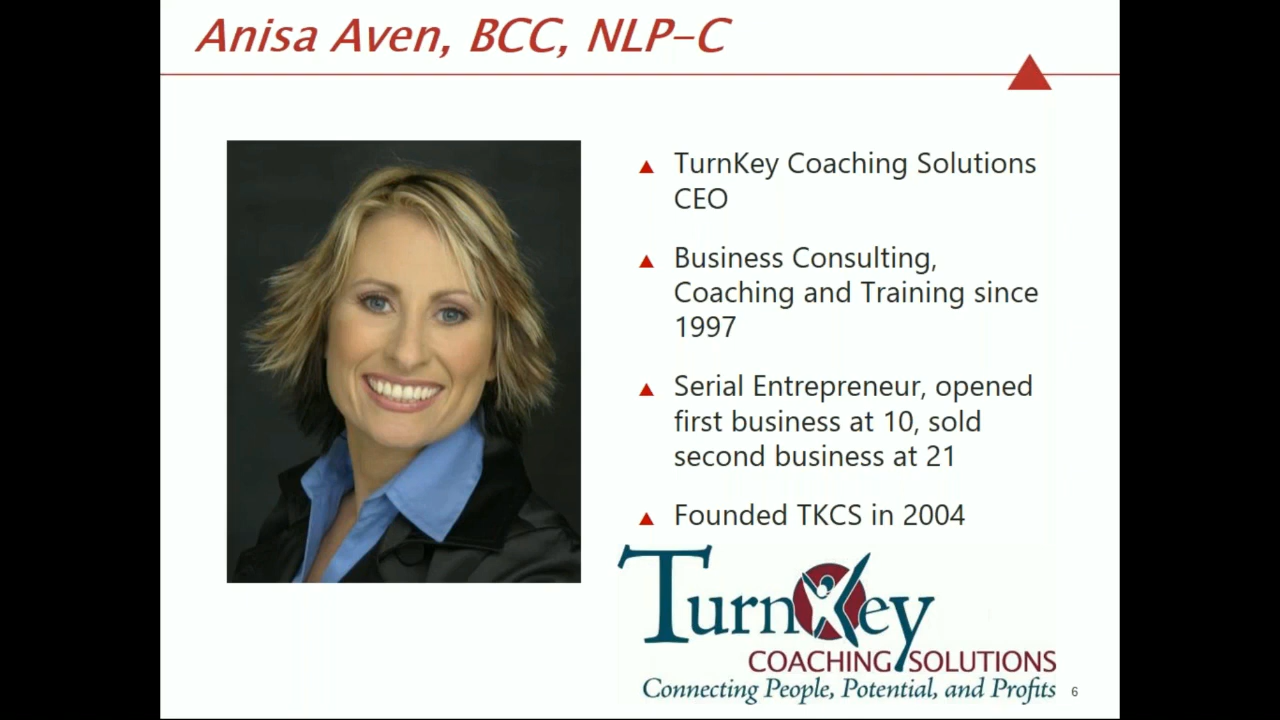 Anisa Aven, BCC, NLP-C
TurnKey Coaching Solutions
CEO
Business Consulting,
Coaching and Training since
1997
Serial Entrepreneur, opened
first business at 10, sold
second business at 21
Founded TKCS in 2004
TurnKey
COACHING SOLUTIONS
Connecting People, Potential, and Profits
6